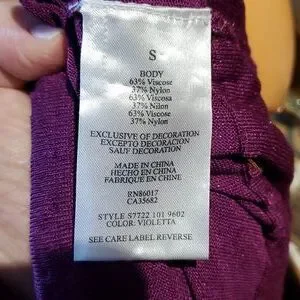 S
BODY
63% Viscose
37% Nylon
63% Viscosa
37% Nilon
63% Viscose
37% Nylon
EXCLUSIVE OF DECORATION
EXCEPTO DECORACION
SAUF DECORATION
MADE IN CHINA
HECHO EN CHINA
FABRIQUE EN CHINE
RN86017
CA35682
STYLE S7722 101 9602
COLOR: VIOLETTA
SEE CARE LABEL REVERSE